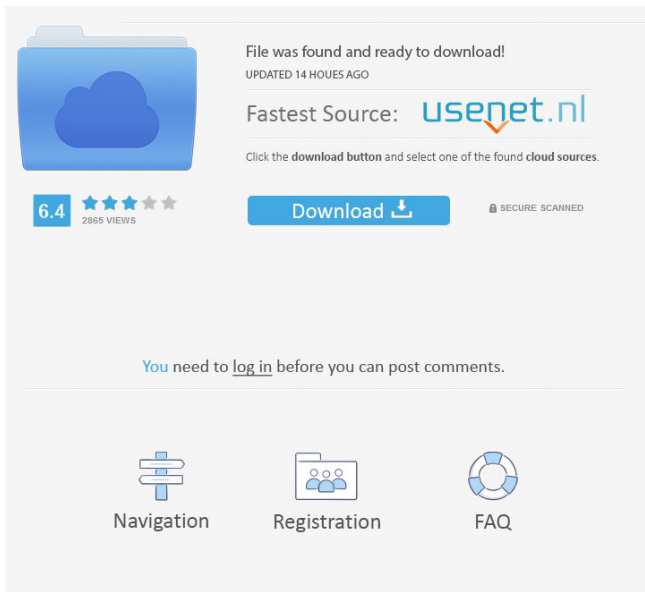 File was found and ready to download!
UPDATED 14 HOUES AGO
Fastest Source: usenet.nl
Click the download button and select one of the found cloud sources.
6.4
2865 VIEWS
Download
SECURE SCANNED
You need to log in before you can post comments.
Navigation
Registration
FAQ